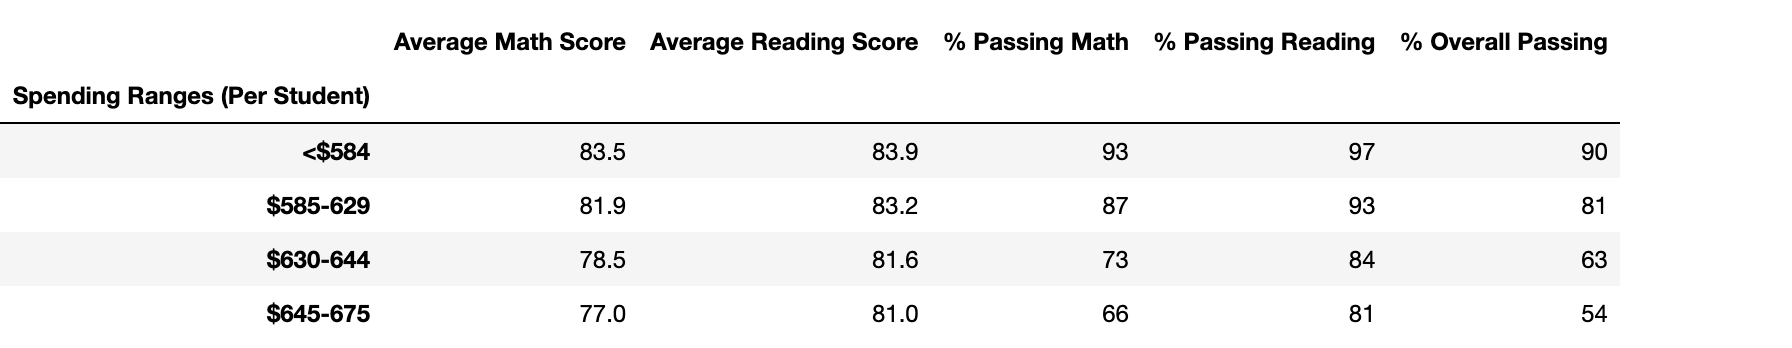 Average Math Score Average Reading Score % Passing Math % Passing Reading % Overall Passing
Spending Ranges (Per Student)
<$584 83.5 83.9 93 97 90
$585-629 81.9 83.2 87 93 81
$630-644 78.5 81.6 73 84 63
$645-675 77.0 81.0 66 81 54